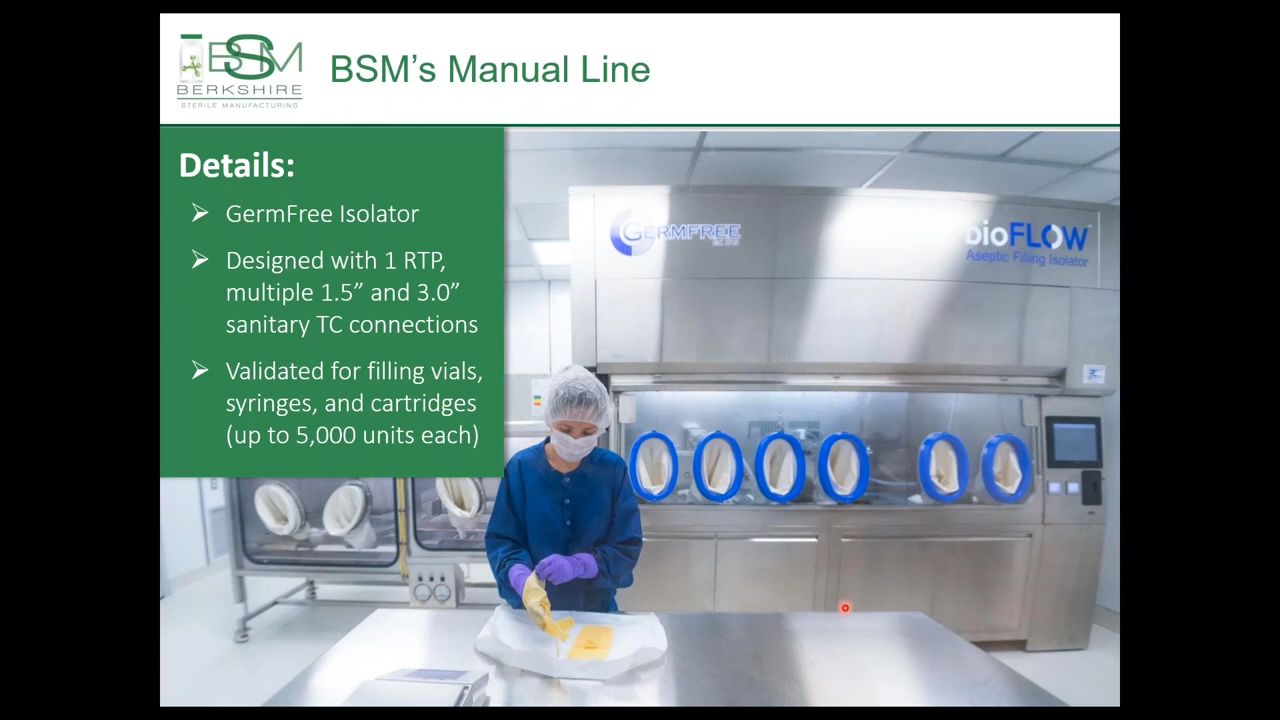 BSM
BERKSHIRE
STERILE MANUFACTURING
BSM's Manual Line
Details:
GermFree Isolator
Designed with 1 RTP,
multiple 1.5” and 3.0”
sanitary TC connections
Validated for filling vials,
syringes, and cartridges
(up to 5,000 units each)
GERMFREE
bioFLOW
Aseptic Filling Isolator